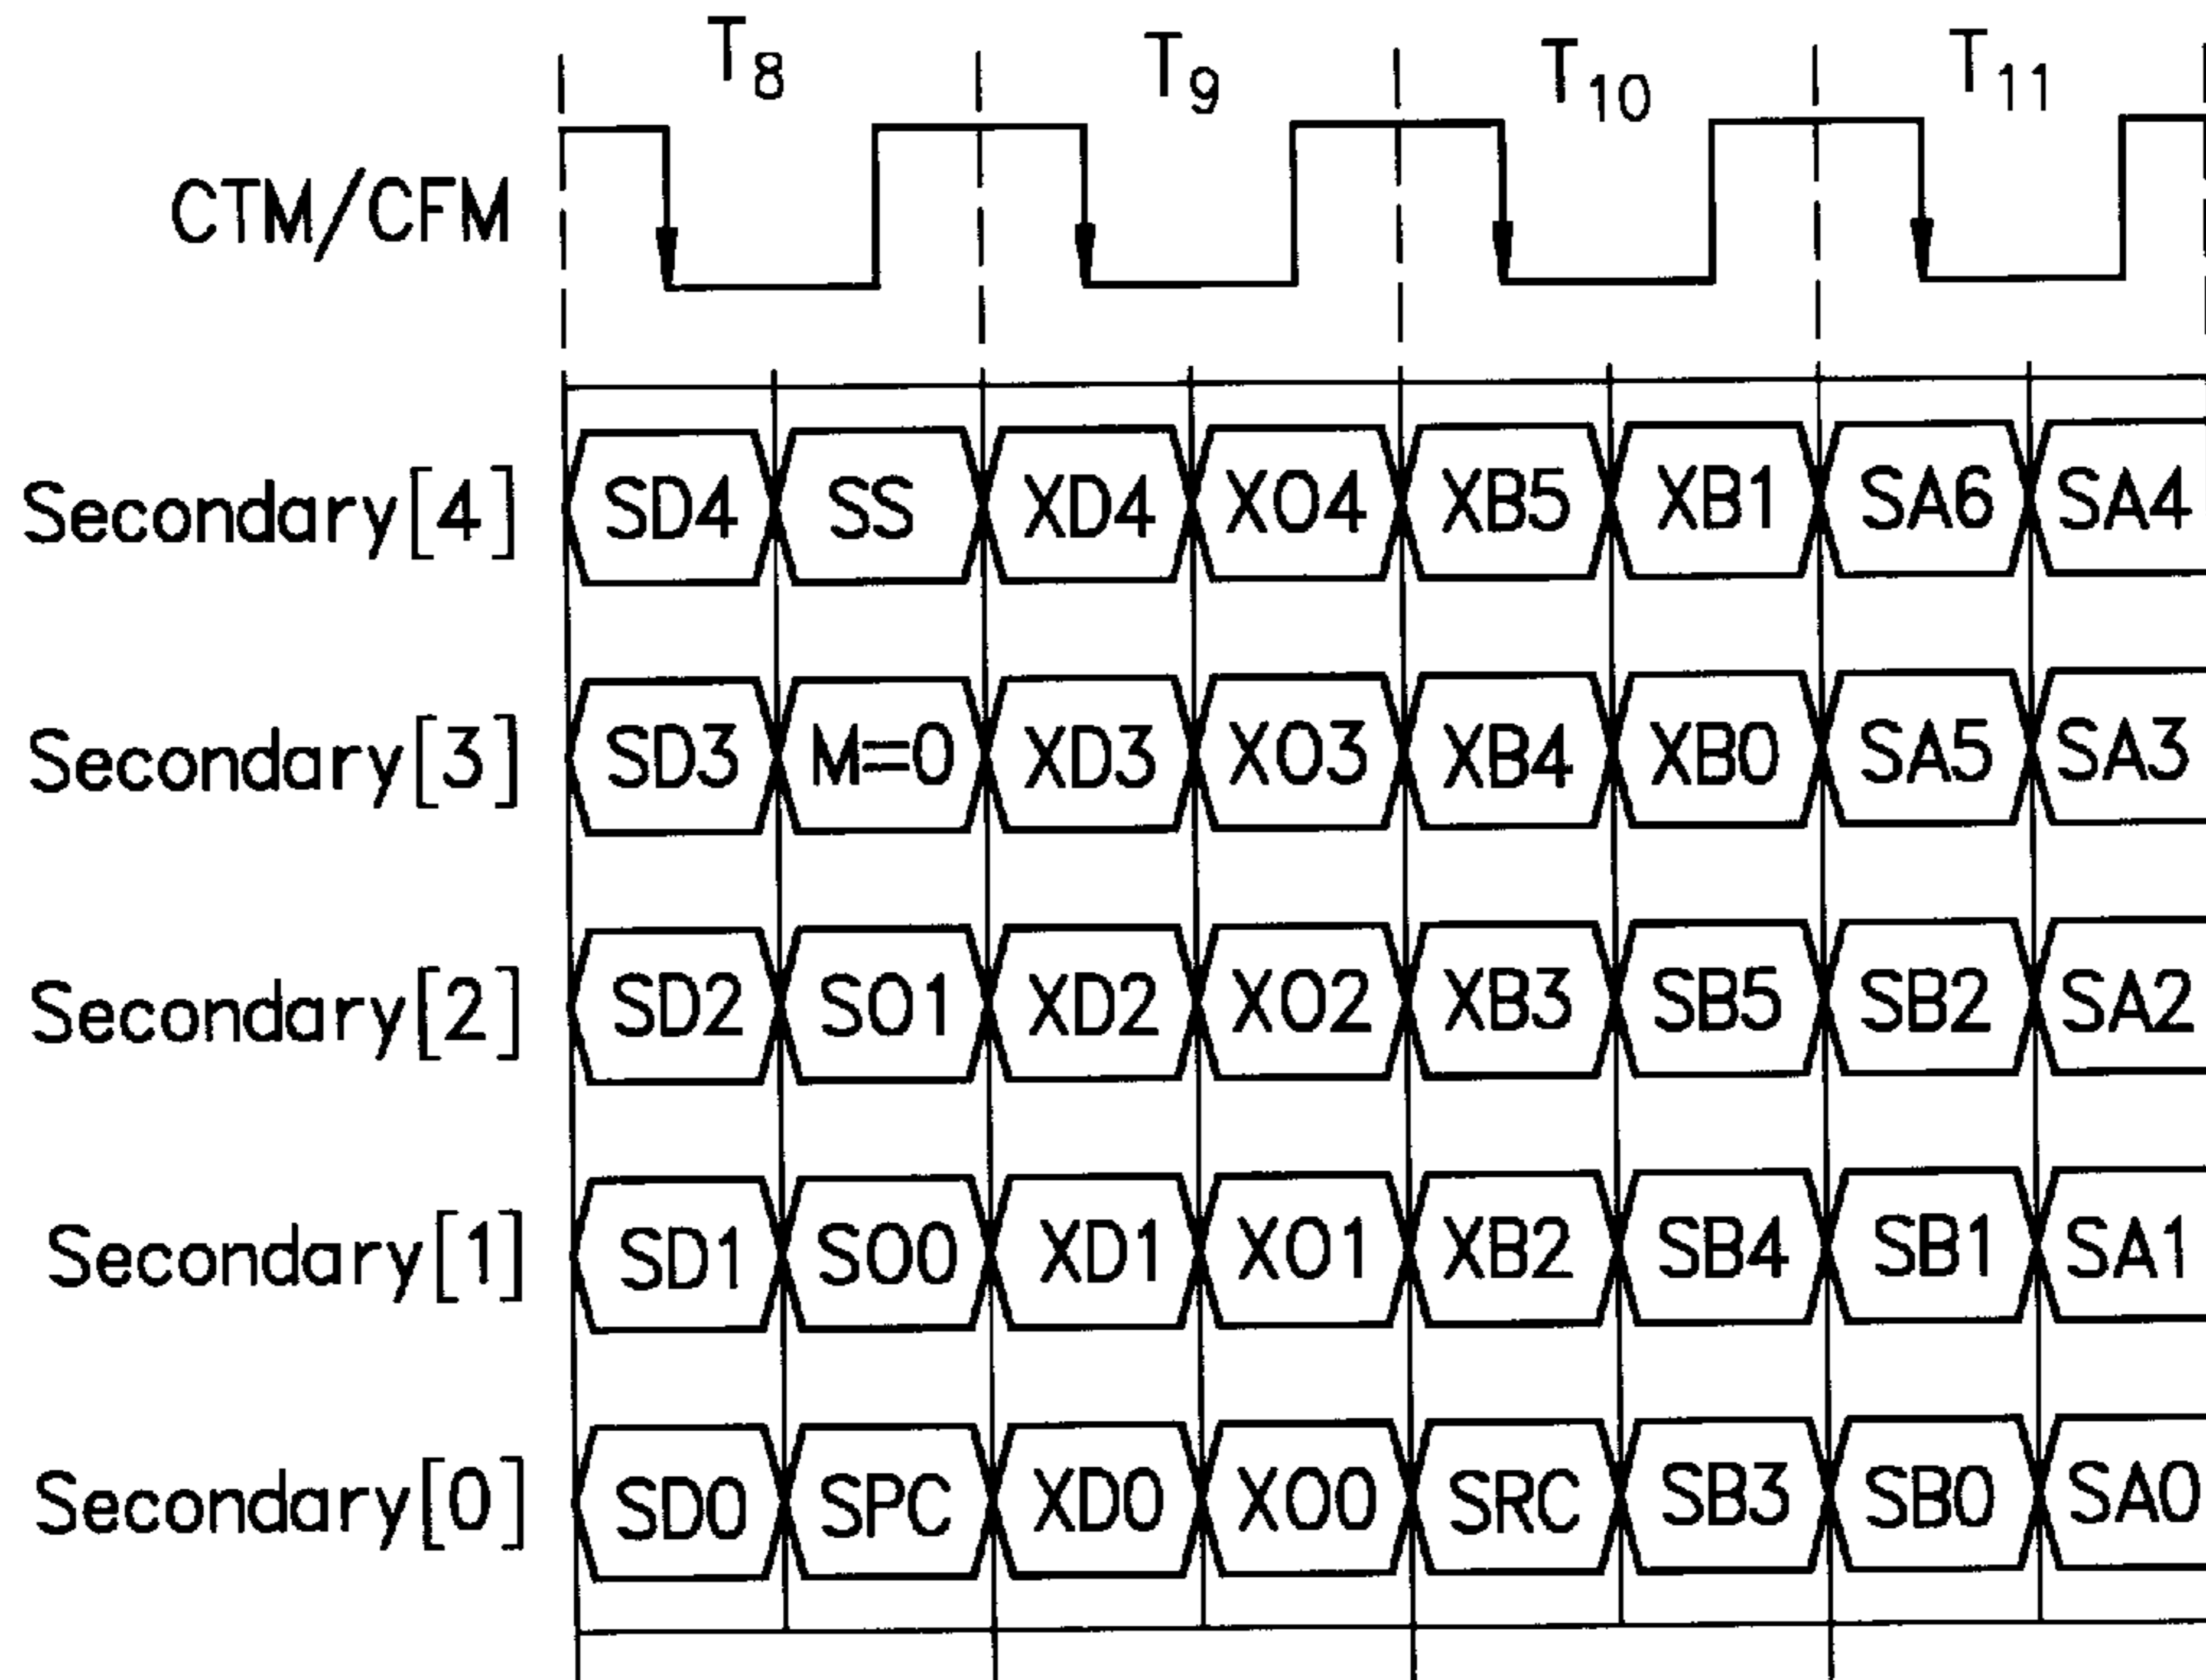 T8 T9 T10 T11
CTM/CFM
Secondary[4] SD4 SS XD4 XO4 XB5 XB1 SA6 SA4
Secondary[3] SD3 M=0 XD3 XO3 XB4 XB0 SA5 SA3
Secondary[2] SD2 SO1 XD2 XO2 XB3 SB5 SB2 SA2
Secondary[1] SD1 SO0 XD1 XO1 XB2 SB4 SB1 SA1
Secondary[0] SD0 SPC XD0 XO0 SRC SB3 SB0 SA0